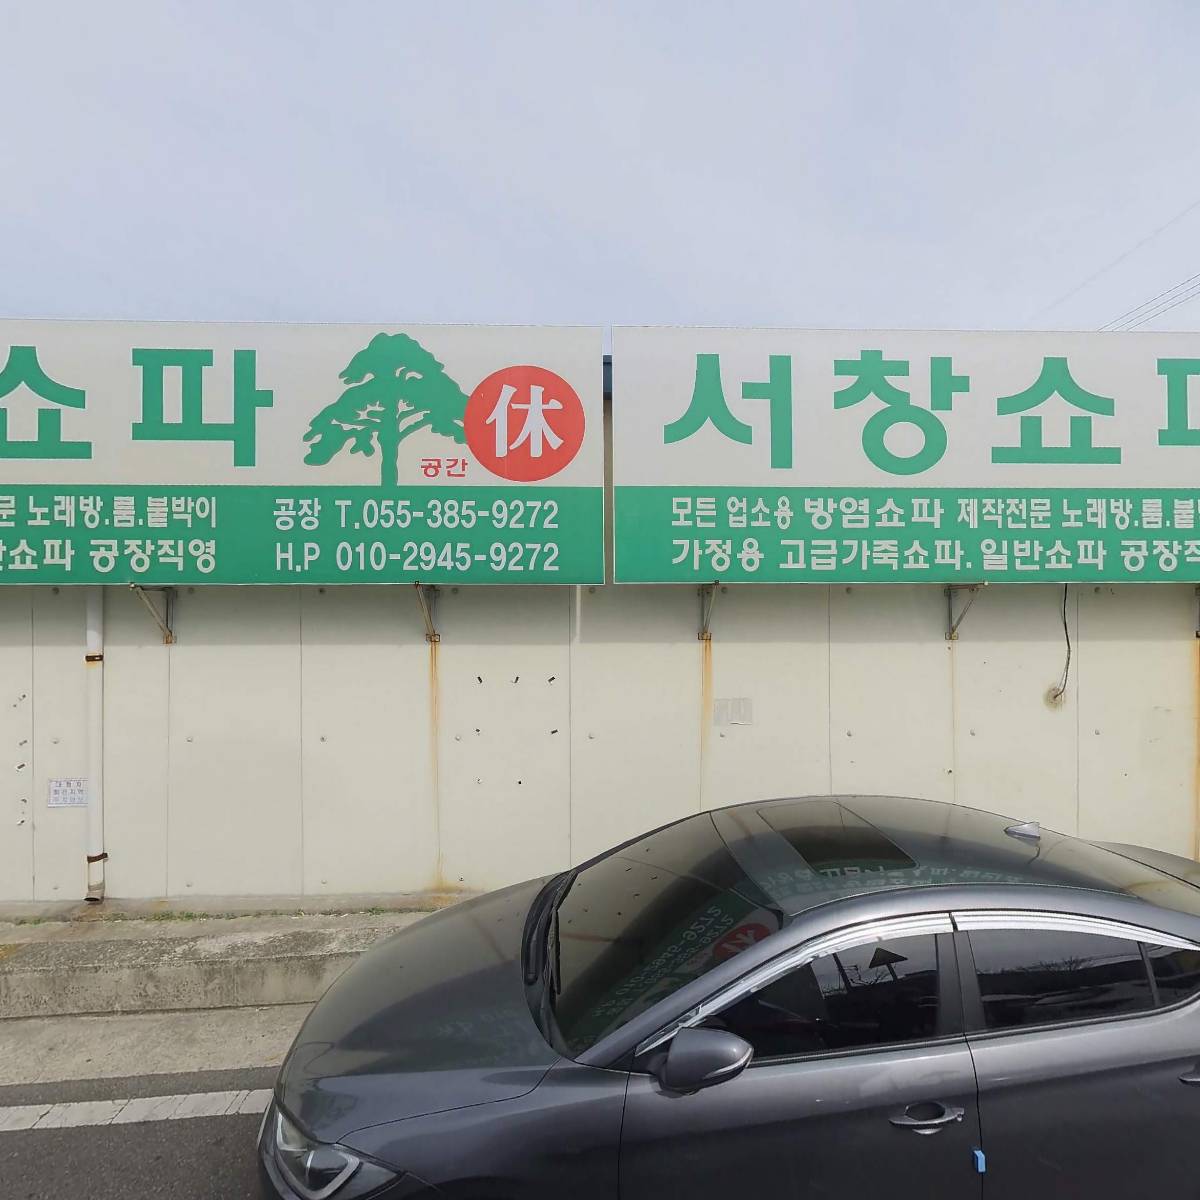 쇼파
공간
休
문 노래방.룸.붙박이
반쇼파 공장직영
공장 T.055-385-9272
H.P 010-2945-9272
서창쇼파
모든 업소용 방염쇼파 제작전문 노래방.룸.붙박
가정용 고급가죽쇼파.일반쇼파 공장직